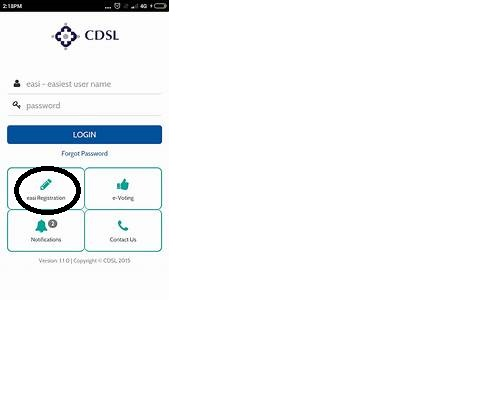 2:18PM ... 4G
CDSL
easi - easiest user name
password
LOGIN
Forgot Password
easi Registration
e-Voting
2
Notifications
Contact Us
Version: 1.1.0 | Copyright © CDSL 2015